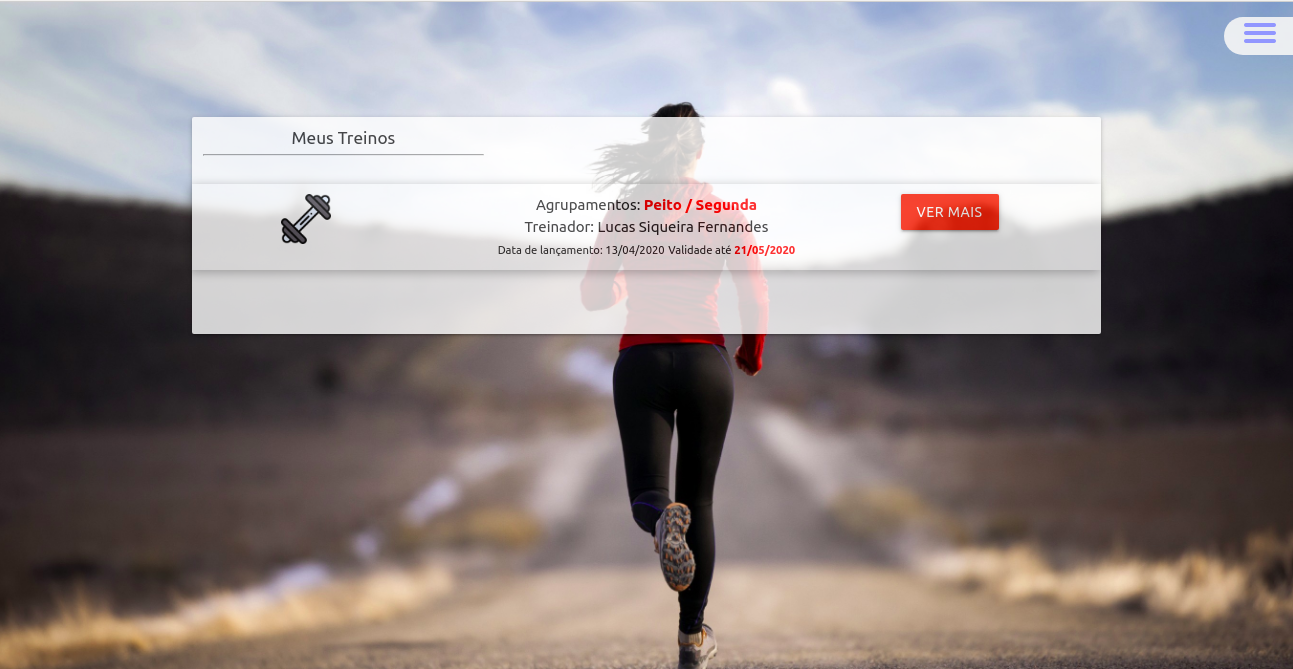 Meus Treinos
Agrupamentos: Peito / Segunda
VER MAIS
Treinador: Lucas Siqueira Fernandes
Data de lançamento: 13/04/2020 Validade até 21/05/2020